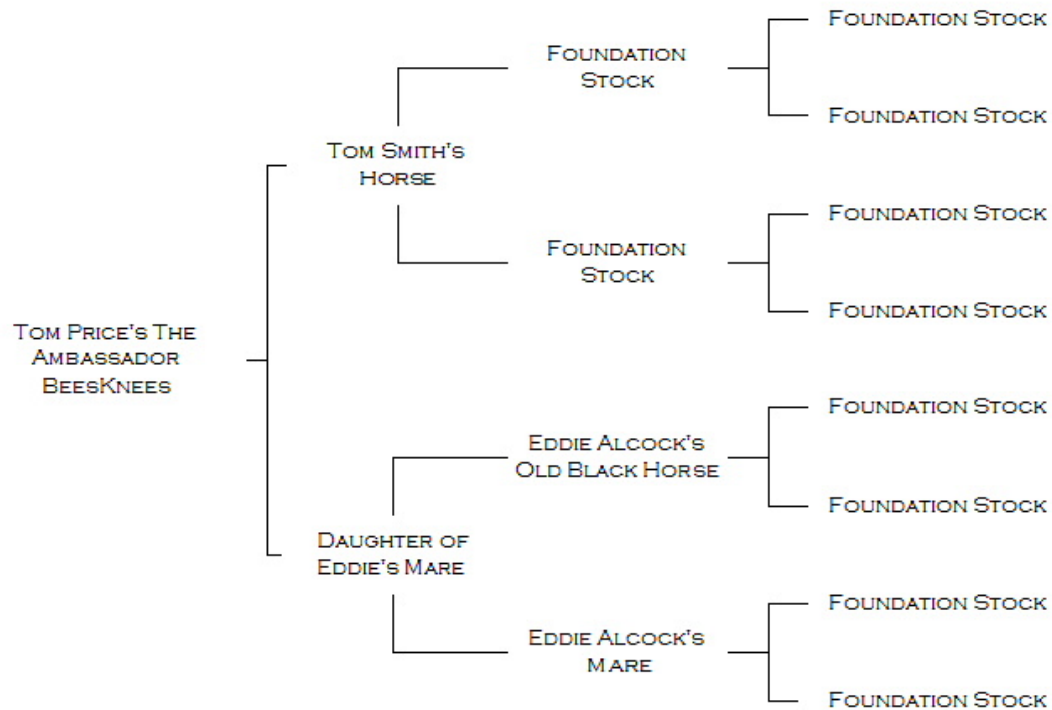 Foundation Stock
Foundation
Stock
Foundation Stock
Tom Smith's
Horse
Foundation Stock
Foundation
Stock
Foundation Stock
Tom Price's The
Ambassador
BeesKnees
Foundation Stock
Eddie Alcock's
Old Black Horse
Foundation Stock
Daughter of
Eddie's Mare
Foundation Stock
Eddie Alcock's
Mare
Foundation Stock